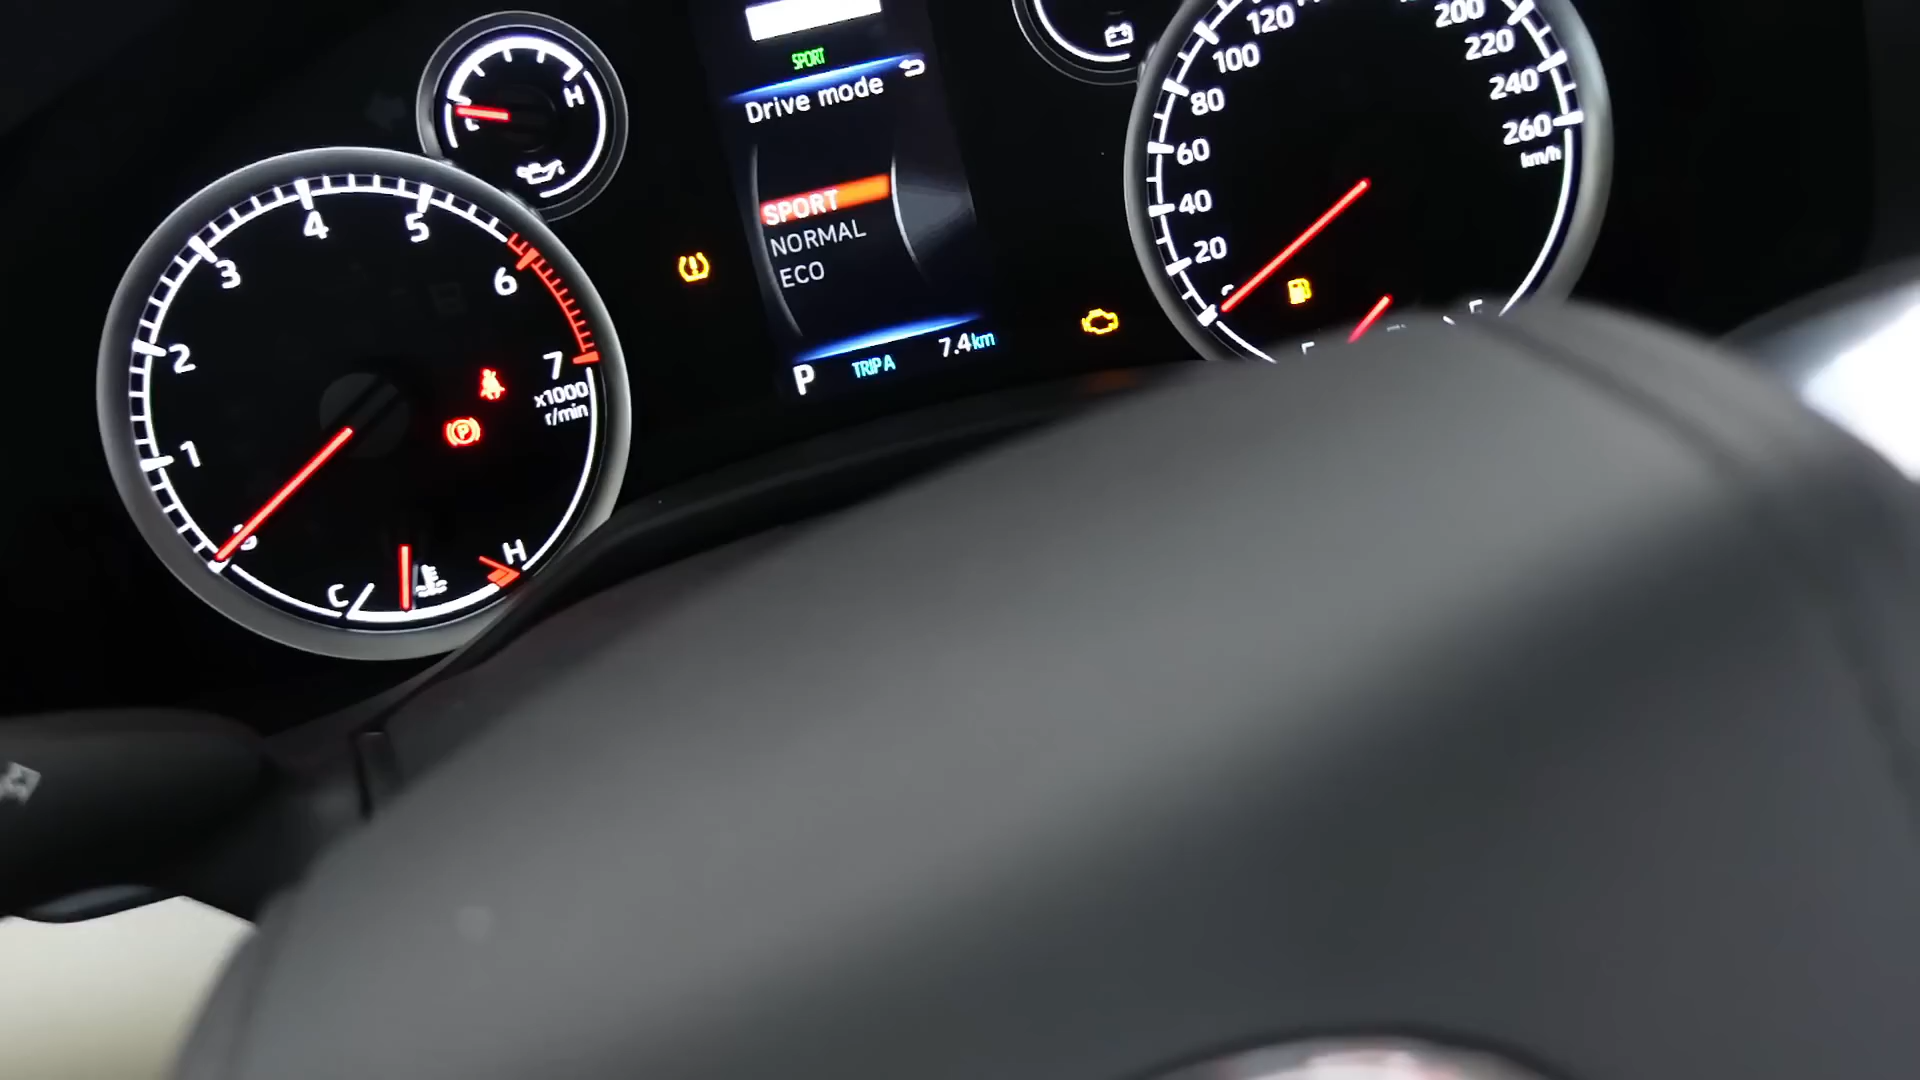 H
L
SPORT
Drive mode
SPORT
NORMAL
ECO
P
TRIP A
7.4km
1
2
3
4
5
6
7
x1000
r/min
P
C
H
20
40
60
80
100
120
200
220
240
260
km/h